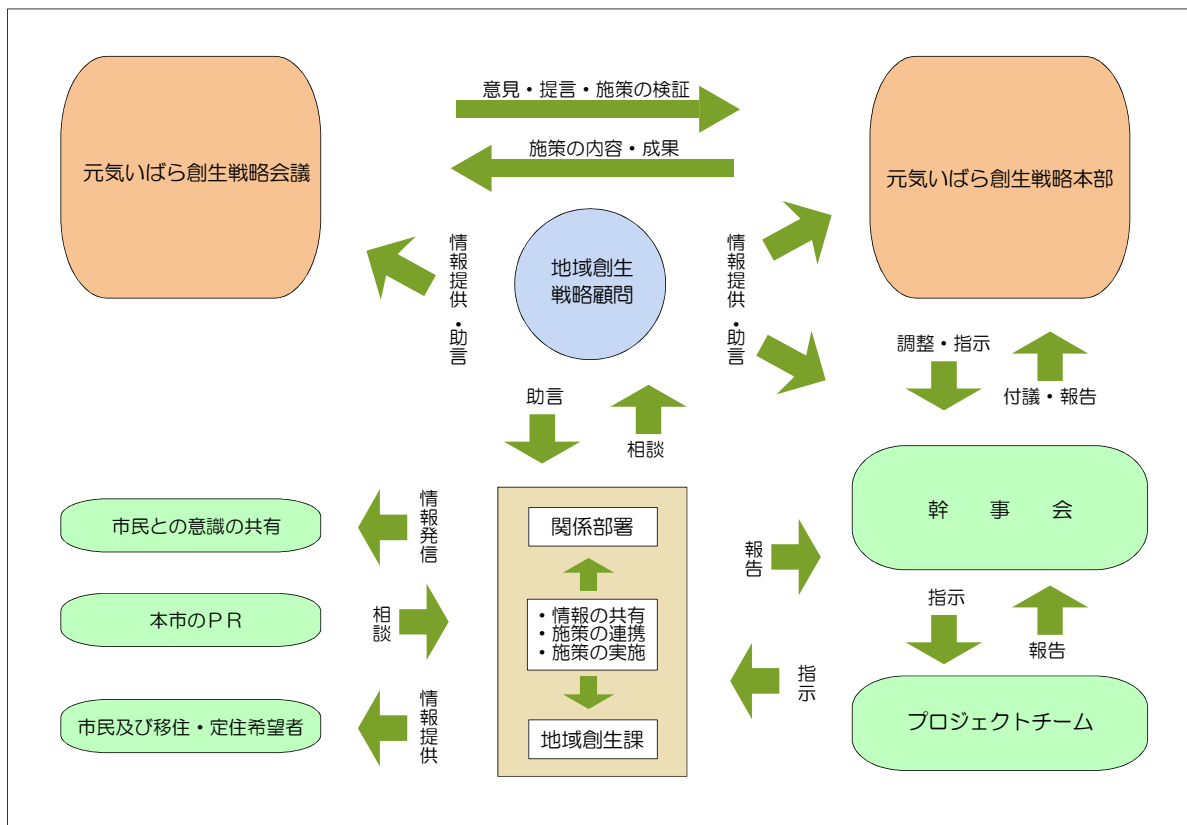 意見・提言・施策の検証
施策の内容・成果
元気いばら創生戦略会議
元気いばら創生戦略本部
情報提供・助言
地域創生
戦略顧問
情報提供・助言
調整・指示
付議・報告
助言
相談
市民との意識の共有
情報発信
関係部署
報告
幹　事　会
本市のＰＲ
相談
・情報の共有
・施策の連携
・施策の実施
指示
報告
市民及び移住・定住希望者
情報提供
地域創生課
指示
プロジェクトチーム